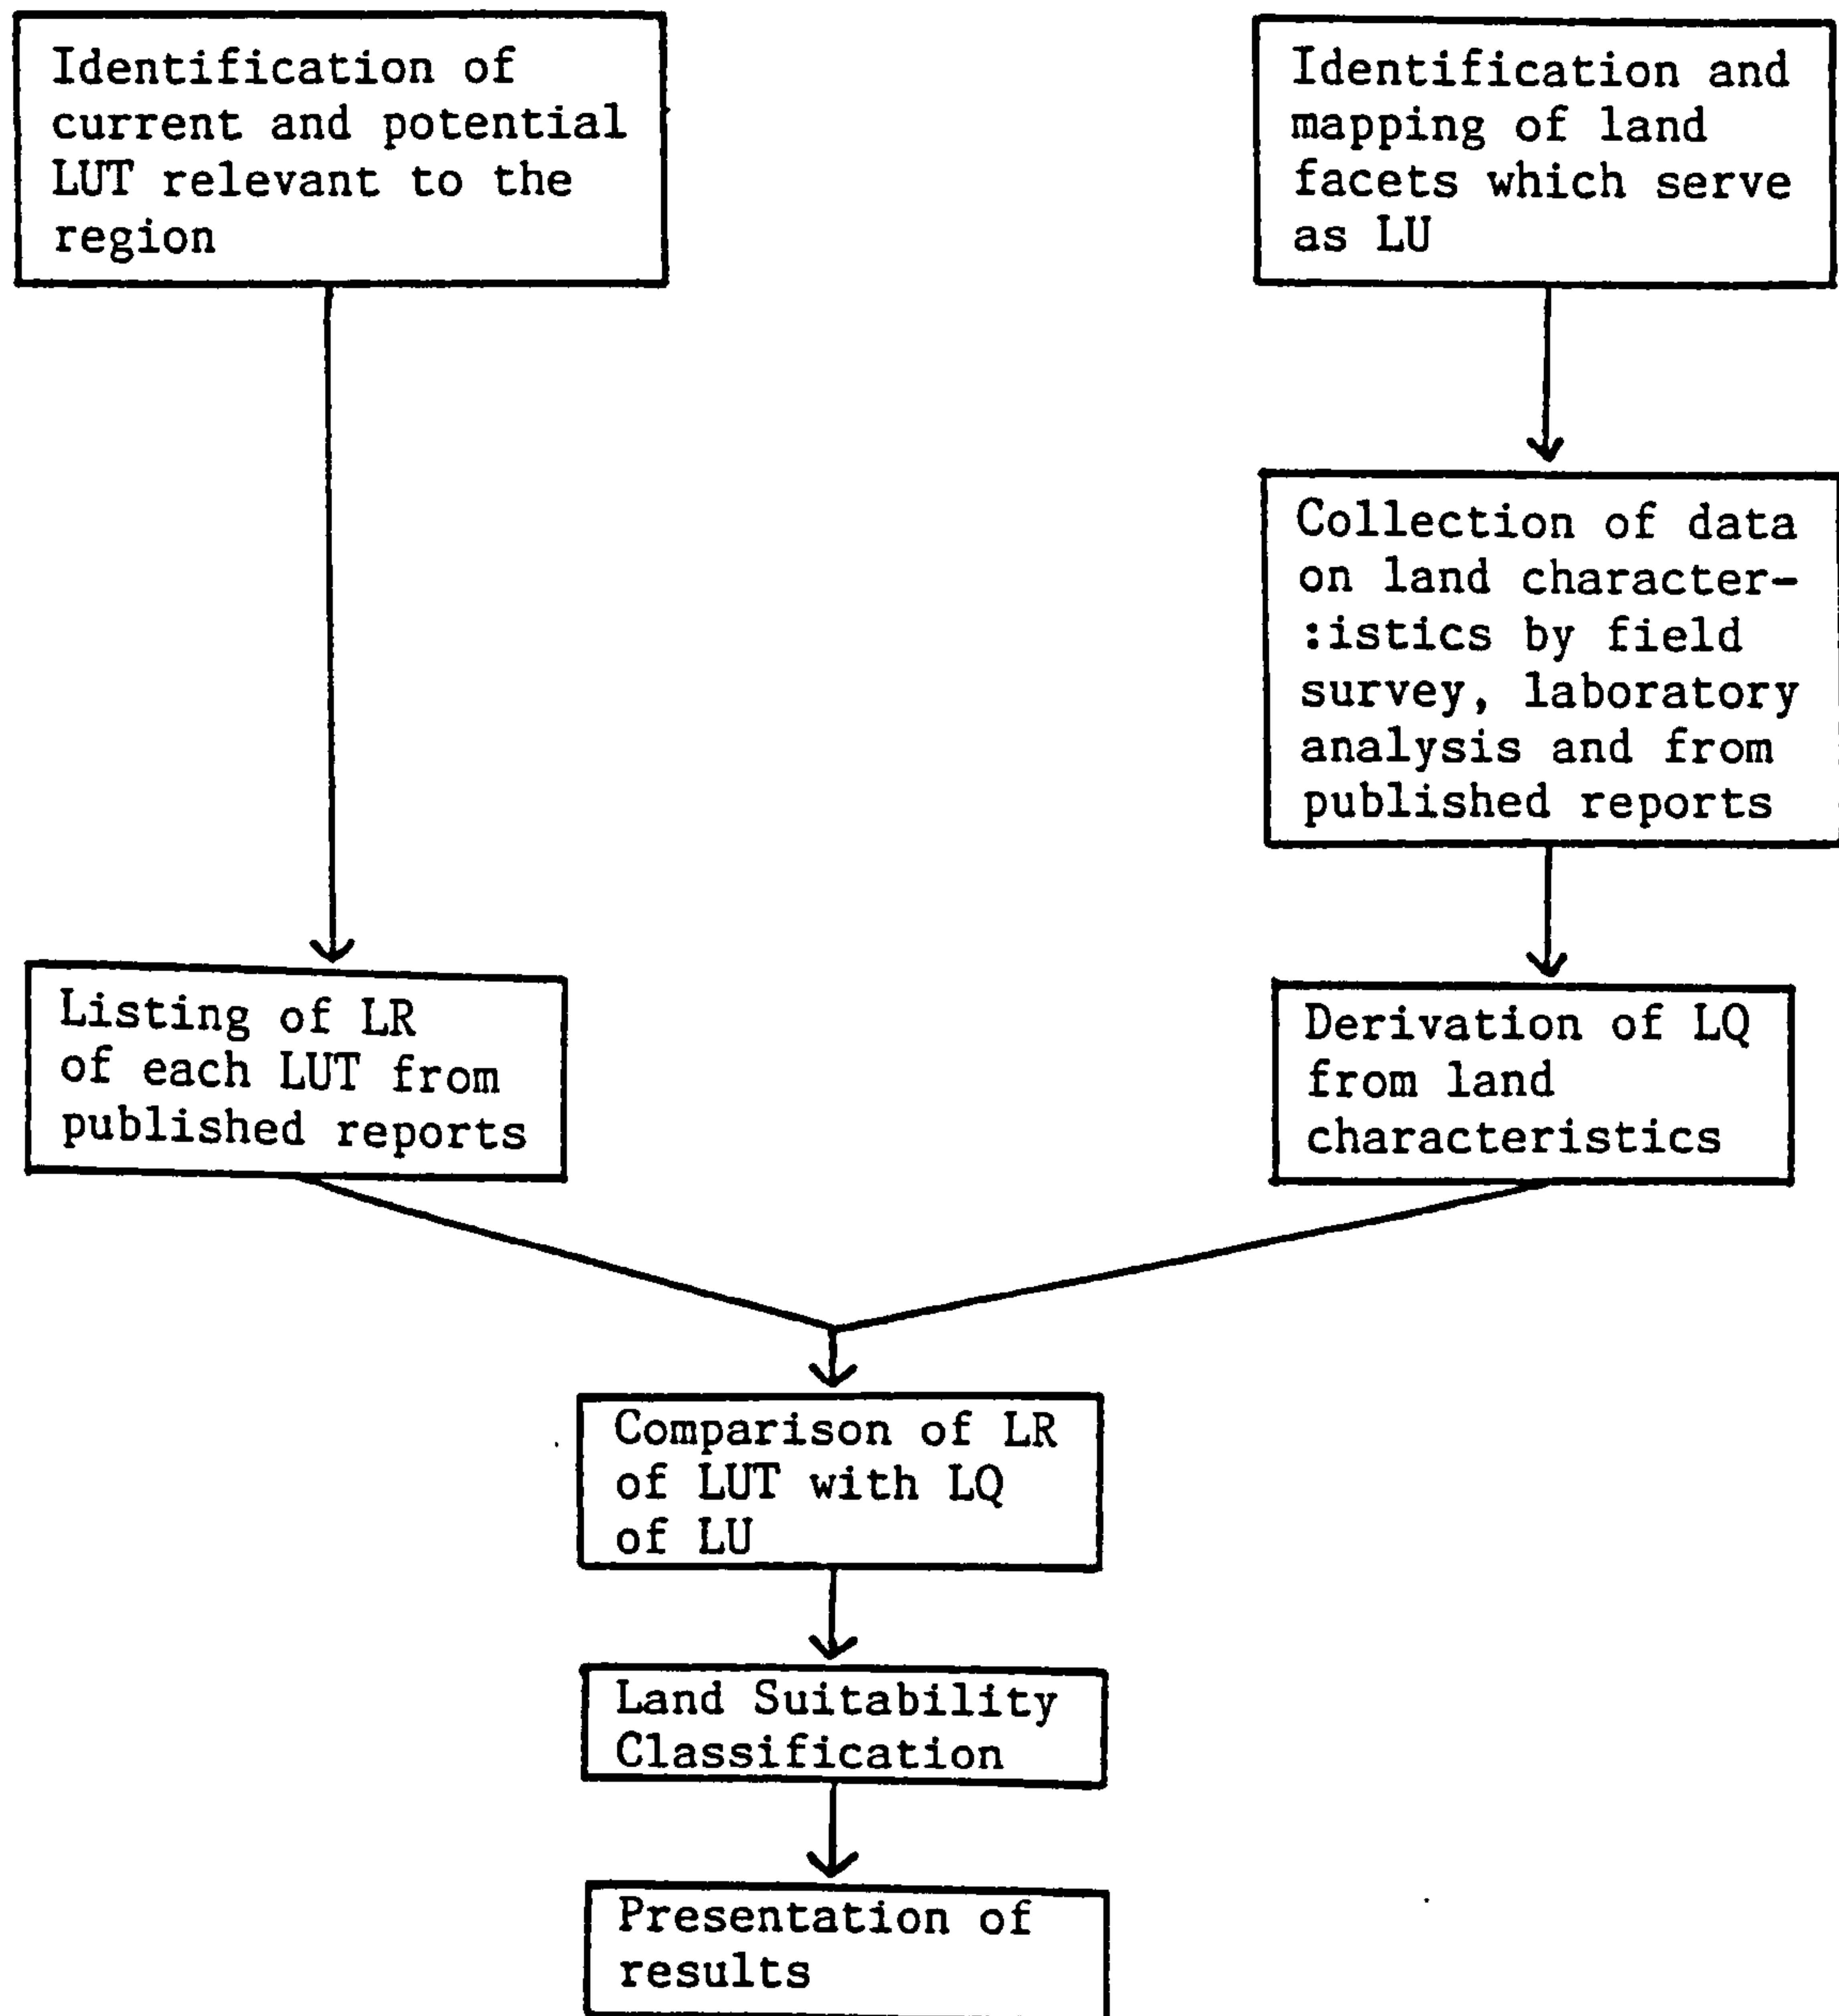 Identification of
current and potential
LUT relevant to the
region
Identification and
mapping of land
facets which serve
as LU
Collection of data
on land character-
:istics by field
survey, laboratory
analysis and from
published reports
Listing of LR
of each LUT from
published reports
Derivation of LQ
from land
characteristics
Comparison of LR
of LUT with LQ
of LU
Land Suitability
Classification
Presentation of
results